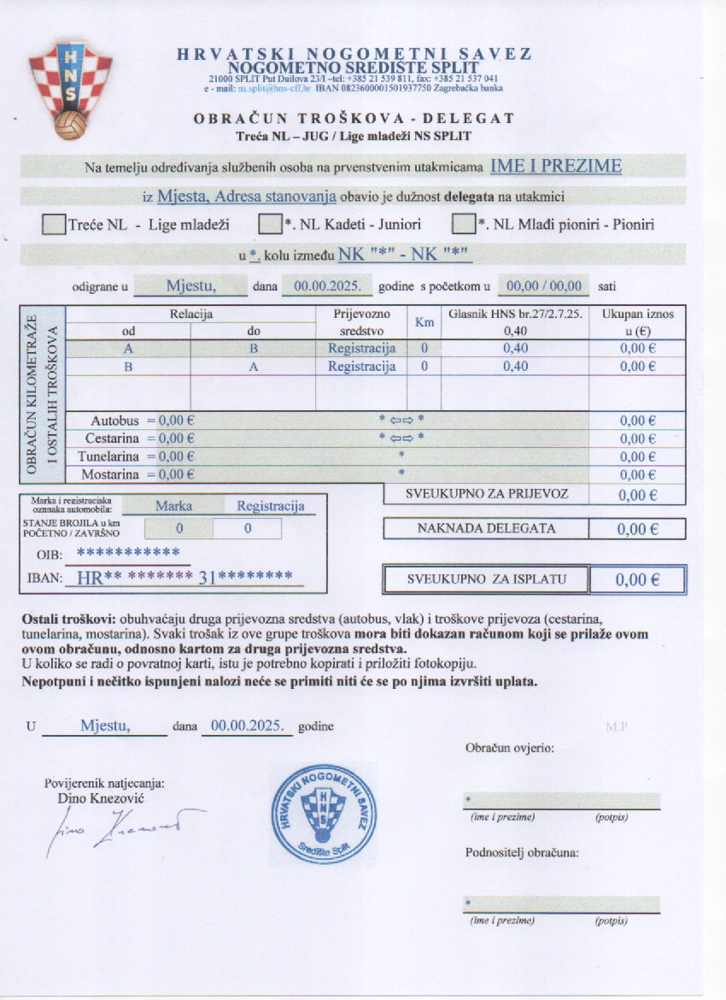 HNS
HRVATSKI NOGOMETNI SAVEZ
NOGOMETNO SREDIŠTE SPLIT
21000 SPLIT Put Duilova 23/I –tel: +385 21 539 811, fax: +385 21 537 041
e - mail: ns.split@hns-cff.hr IBAN 0823600001501937750 Zagrebačka banka
OBRAČUN TROŠKOVA - DELEGAT
Treća NL – JUG / Lige mladeži NS SPLIT
Na temelju određivanja službenih osoba na prvenstvenim utakmicama IME I PREZIME
iz Mjesta, Adresa stanovanja obavio je dužnost delegata na utakmici
Treće NL - Lige mladeži *. NL Kadeti - Juniori *. NL Mlađi pioniri - Pioniri
u *. kolu između NK "*" - NK "*"
odigrane u Mjestu, dana 00.00.2025. godine s početkom u 00,00 / 00,00 sati
OBRAČUN KILOMETRAŽE
I OSTALIH TROŠKOVA
Relacija Prijevozno Km Glasnik HNS br.27/2.7.25. Ukupan iznos
od do sredstvo 0,40 u (€)
A B Registracija 0 0,40 0,00 €
B A Registracija 0 0,40 0,00 €
Autobus = 0,00 € * ⇦⇨ * 0,00 €
Cestarina = 0,00 € * ⇦⇨ * 0,00 €
Tunelarina = 0,00 € * 0,00 €
Mostarina = 0,00 € * 0,00 €
SVEUKUPNO ZA PRIJEVOZ 0,00 €
Marka i registraciska
oznnaka automobila: Marka Registracija
STANJE BROJILA u km
POČETNO / ZAVRŠNO 0 0
NAKNADA DELEGATA 0,00 €
OIB: ***********
IBAN: HR** ******* 31********
SVEUKUPNO ZA ISPLATU 0,00 €
Ostali troškovi: obuhvaćaju druga prijevozna sredstva (autobus, vlak) i troškove prijevoza (cestarina,
tunelarina, mostarina). Svaki trošak iz ove grupe troškova mora biti dokazan računom koji se prilaže ovom
ovom obračunu, odnosno kartom za druga prijevozna sredstva.
U koliko se radi o povratnoj karti, istu je potrebno kopirati i priložiti fotokopiju.
Nepotpuni i nečitko ispunjeni nalozi neće se primiti niti će se po njima izvršiti uplata.
U Mjestu, dana 00.00.2025. godine
M.P.
Obračun ovjerio:
Povijerenik natjecanja:
Dino Knezović
Dino Knezović
HRVATSKI NOGOMETNI SAVEZ
HNS
Središte Split
*
(ime i prezime) (potpis)
Podnositelj obračuna:
*
(ime i prezime) (potpis)